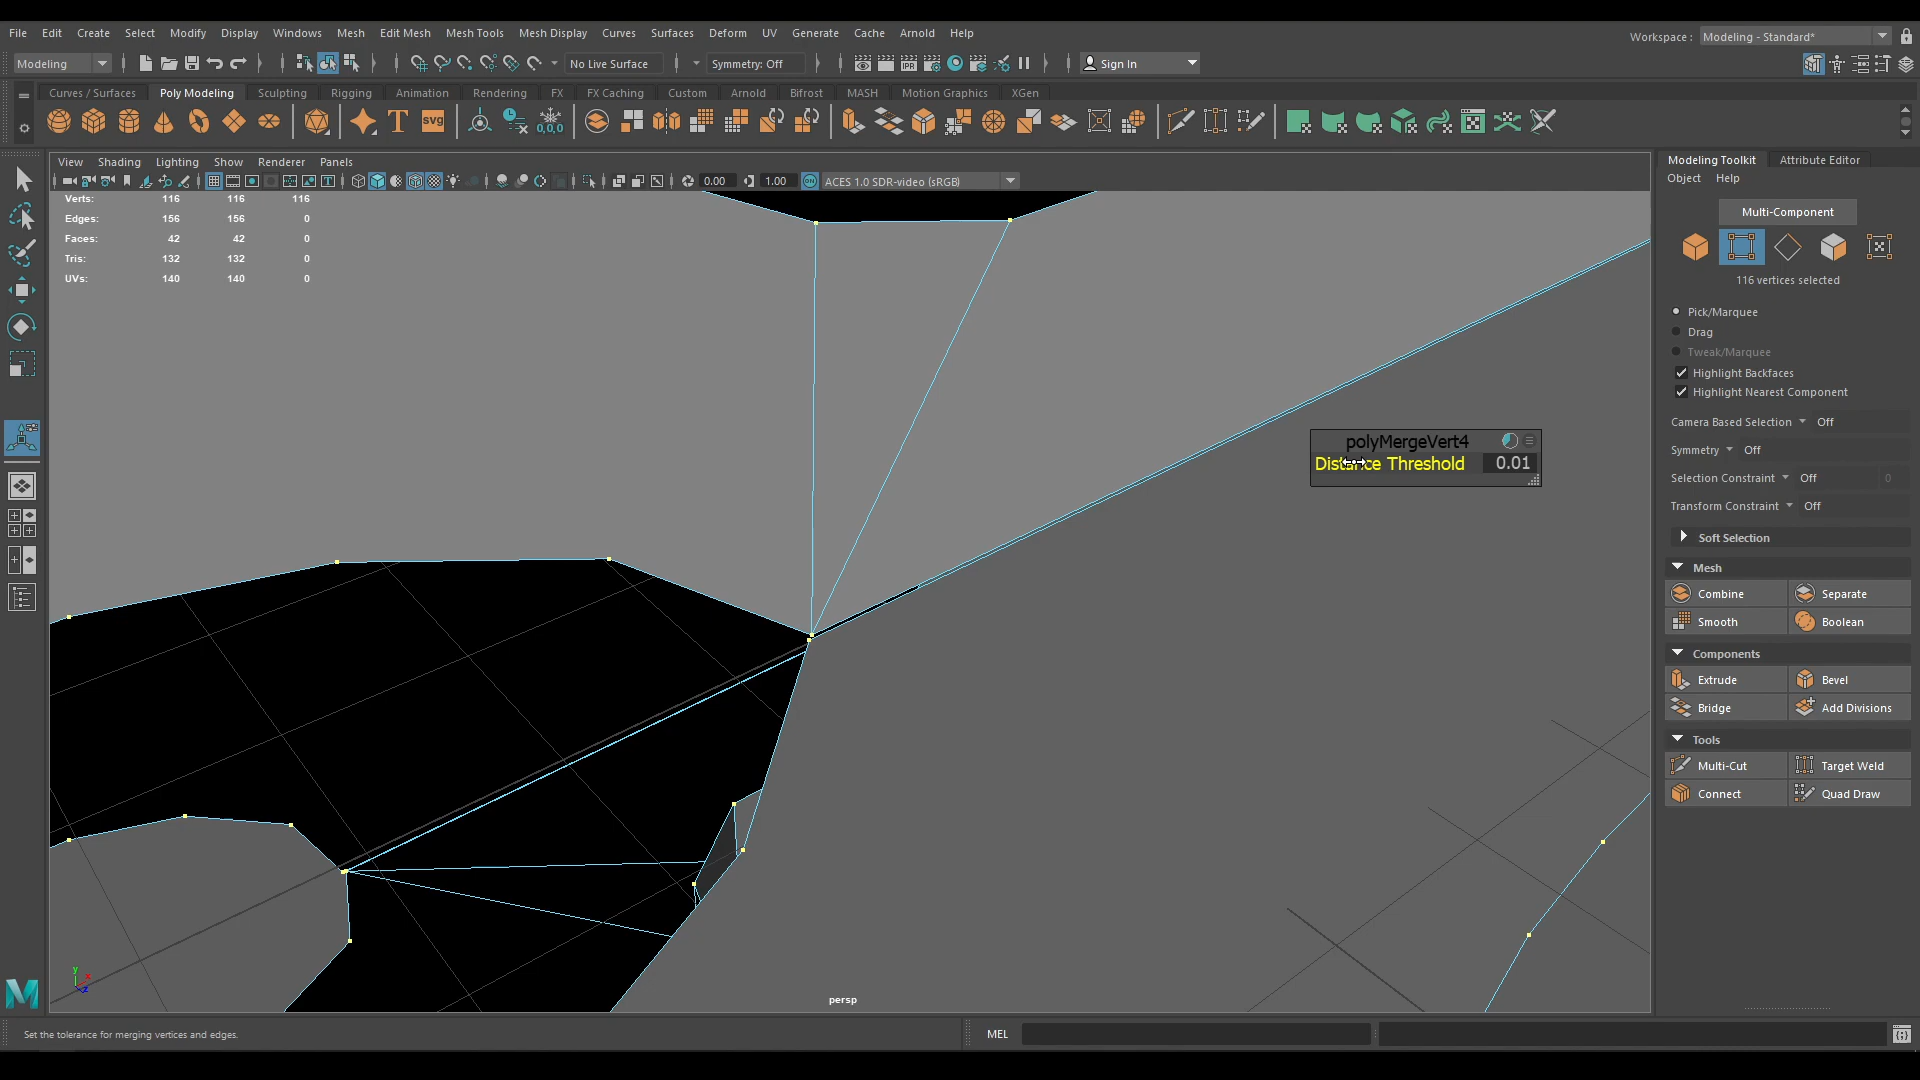 File Edit Create Select Modify Display Windows Mesh Edit Mesh Mesh Tools Mesh Display Curves Surfaces Deform UV Generate Cache Arnold Help
Workspace : Modeling - Standard*
Modeling No Live Surface Symmetry: Off IPR Sign In
Curves / Surfaces Poly Modeling Sculpting Rigging Animation Rendering FX FX Caching Custom Arnold Bifrost MASH Motion Graphics XGen
T svg 0,0,0
View Shading Lighting Show Renderer Panels
0.00 1.00 ON ACES 1.0 SDR-video (sRGB)
Verts: 116 116 116
Edges: 156 156 0
Faces: 42 42 0
Tris: 132 132 0
UVs: 140 140 0
polyMergeVert4
Distance Threshold 0.01
y
x
z
persp
Modeling Toolkit Attribute Editor
Object Help
Multi-Component
116 vertices selected
Pick/Marquee
Drag
Tweak/Marquee
Highlight Backfaces
Highlight Nearest Component
Camera Based Selection Off
Symmetry Off
Selection Constraint Off 0
Transform Constraint Off
Soft Selection
Mesh
Combine Separate
Smooth Boolean
Components
Extrude Bevel
Bridge Add Divisions
Tools
Multi-Cut Target Weld
Connect Quad Draw
M
Set the tolerance for merging vertices and edges. MEL